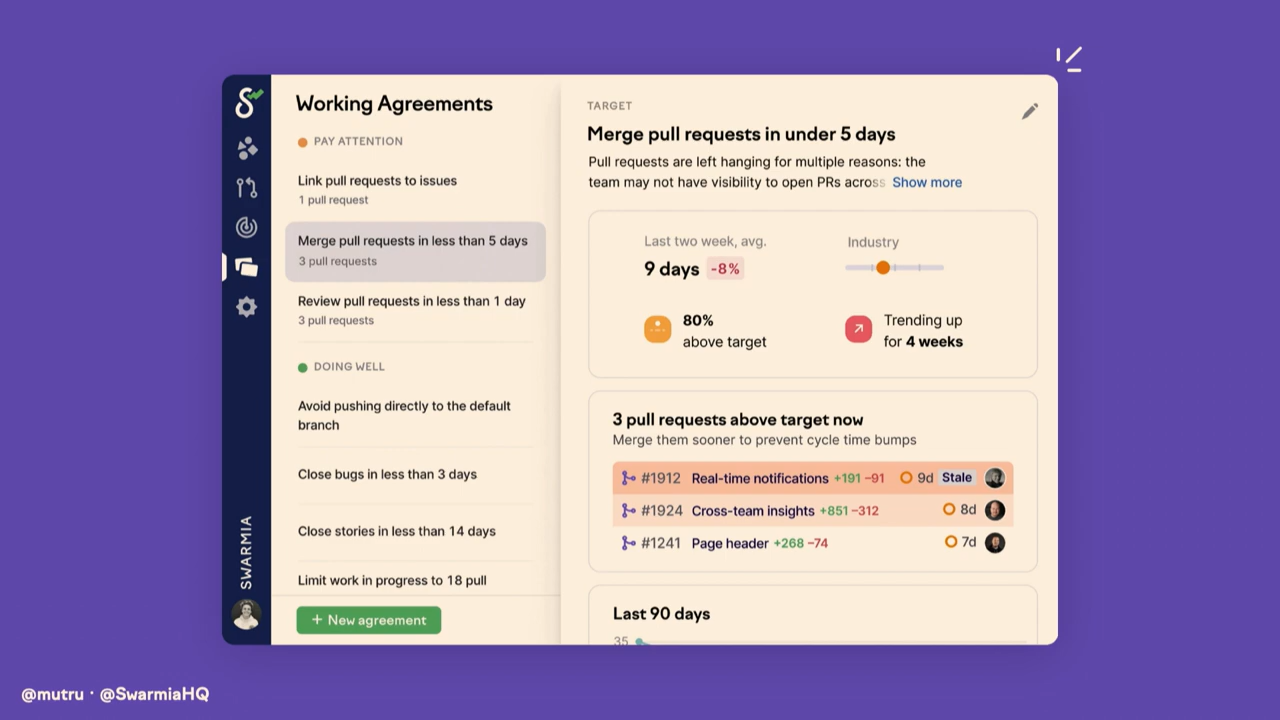 Working Agreements
PAY ATTENTION
Link pull requests to issues
1 pull request
Merge pull requests in less than 5 days
3 pull requests
Review pull requests in less than 1 day
3 pull requests
DOING WELL
Avoid pushing directly to the default
branch
Close bugs in less than 3 days
Close stories in less than 14 days
Limit work in progress to 18 pull
+ New agreement
SWARMIA
TARGET
Merge pull requests in under 5 days
Pull requests are left hanging for multiple reasons: the
team may not have visibility to open PRs across Show more
Last two week, avg.
9 days -8%
Industry
80%
above target
Trending up
for 4 weeks
3 pull requests above target now
Merge them sooner to prevent cycle time bumps
#1912 Real-time notifications +191 −91 9d Stale
#1924 Cross-team insights +851 −312 8d
#1241 Page header +268 −74 7d
Last 90 days
35
@mutru · @SwarmiaHQ